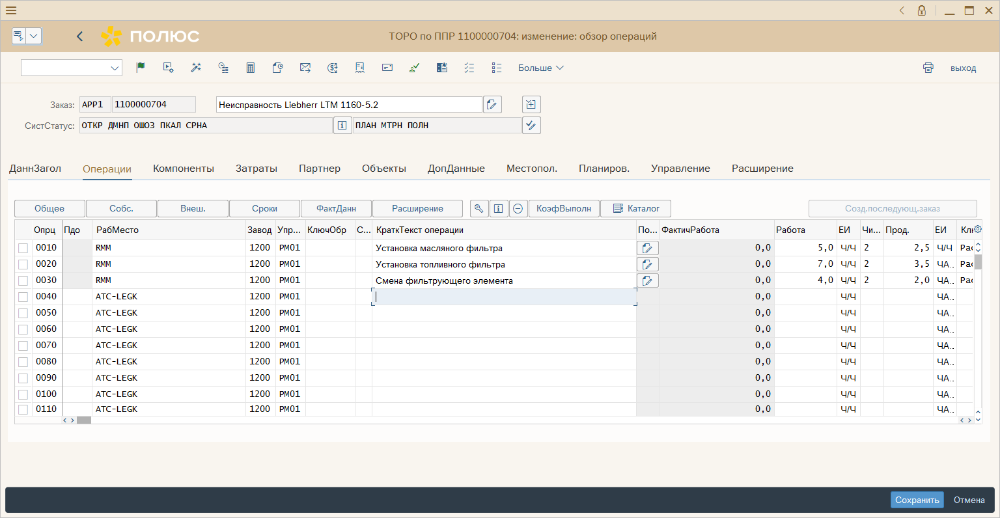 ПОЛЮС
ТОРО по ППР 1100000704: изменение: обзор операций
Больше
выход
Заказ: APP1 1100000704 Неисправность Liebherr LTM 1160-5.2
СистСтатус: ОТКР ДМНП ОШОЗ ПКАЛ СРНА ПЛАН МТРН ПОЛН
ДаннЗагол Операции Компоненты Затраты Партнер Объекты ДопДанные Местопол. Планиров. Управление Расширение
Общее Собс. Внеш. Сроки ФактДанн Расширение КоэфВыполн Каталог Созд.последующ.заказ
Опрц Пдо РабМесто Завод Упр... КлючОбр С... КраткТекст операции По... ФактичРабота Работа ЕИ Чи... Прод. ЕИ Клю
0010 RMM 1200 PM01 Установка масляного фильтра 0,0 5,0 Ч/Ч 2 2,5 Ч/Ч Рас
0020 RMM 1200 PM01 Установка топливного фильтра 0,0 7,0 Ч/Ч 2 3,5 ЧА... Рас
0030 RMM 1200 PM01 Смена фильтрующего элемента 0,0 4,0 Ч/Ч 2 2,0 ЧА... Рас
0040 ATC-LEGK 1200 PM01 0,0 Ч/Ч ЧА...
0050 ATC-LEGK 1200 PM01 0,0 Ч/Ч ЧА...
0060 ATC-LEGK 1200 PM01 0,0 Ч/Ч ЧА...
0070 ATC-LEGK 1200 PM01 0,0 Ч/Ч ЧА...
0080 ATC-LEGK 1200 PM01 0,0 Ч/Ч ЧА...
0090 ATC-LEGK 1200 PM01 0,0 Ч/Ч ЧА...
0100 ATC-LEGK 1200 PM01 0,0 Ч/Ч ЧА...
0110 ATC-LEGK 1200 PM01 0,0 Ч/Ч ЧА...
Сохранить Отмена